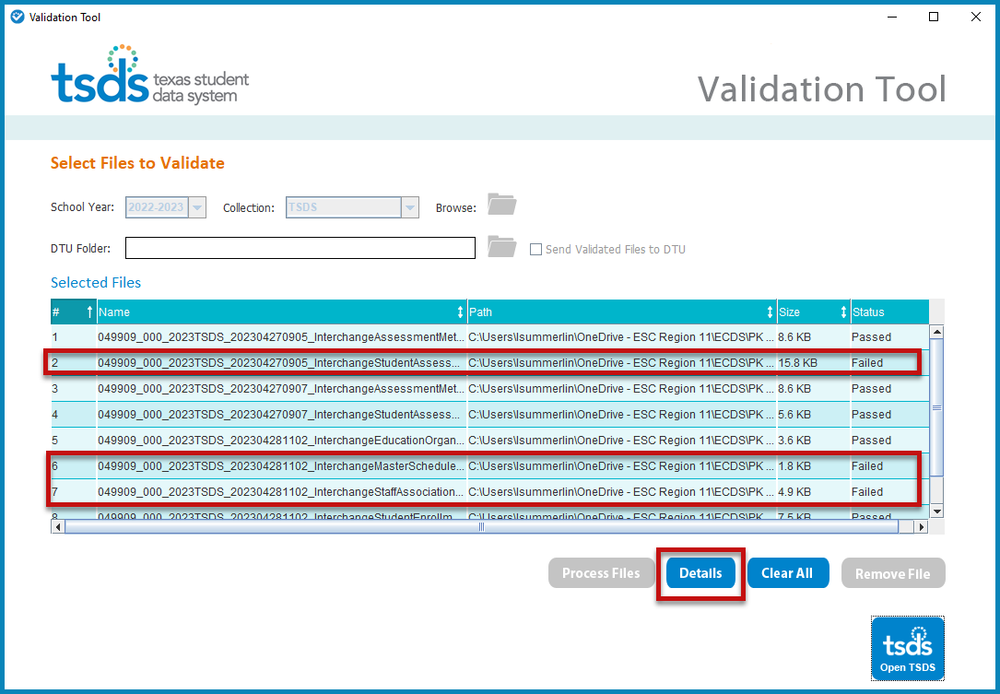 Validation Tool
tsds texas student
data system
Validation Tool
Select Files to Validate
School Year: 2022-2023 Collection: TSDS Browse:
DTU Folder: Send Validated Files to DTU
Selected Files
# Name Path Size Status
1 049909_000_2023TSDS_202304270905_InterchangeAssessmentMet... C:\Users\lsummerlin\OneDrive - ESC Region 11\ECDS\PK ... 8.6 KB Passed
2 049909_000_2023TSDS_202304270905_InterchangeStudentAssess... C:\Users\lsummerlin\OneDrive - ESC Region 11\ECDS\PK ... 15.8 KB Failed
3 049909_000_2023TSDS_202304270907_InterchangeAssessmentMet... C:\Users\lsummerlin\OneDrive - ESC Region 11\ECDS\PK ... 8.6 KB Passed
4 049909_000_2023TSDS_202304270907_InterchangeStudentAssess... C:\Users\lsummerlin\OneDrive - ESC Region 11\ECDS\PK ... 5.6 KB Passed
5 049909_000_2023TSDS_202304281102_InterchangeEducationOrgan... C:\Users\lsummerlin\OneDrive - ESC Region 11\ECDS\PK ... 3.6 KB Passed
6 049909_000_2023TSDS_202304281102_InterchangeMasterSchedule... C:\Users\lsummerlin\OneDrive - ESC Region 11\ECDS\PK ... 1.8 KB Failed
7 049909_000_2023TSDS_202304281102_InterchangeStaffAssociation... C:\Users\lsummerlin\OneDrive - ESC Region 11\ECDS\PK ... 4.9 KB Failed
8 049909_000_2023TSDS_202304281102_InterchangeStudentEnrollm... C:\Users\lsummerlin\OneDrive - ESC Region 11\ECDS\PK ... 7.5 KB Passed
Process Files Details Clear All Remove File
tsds
Open TSDS